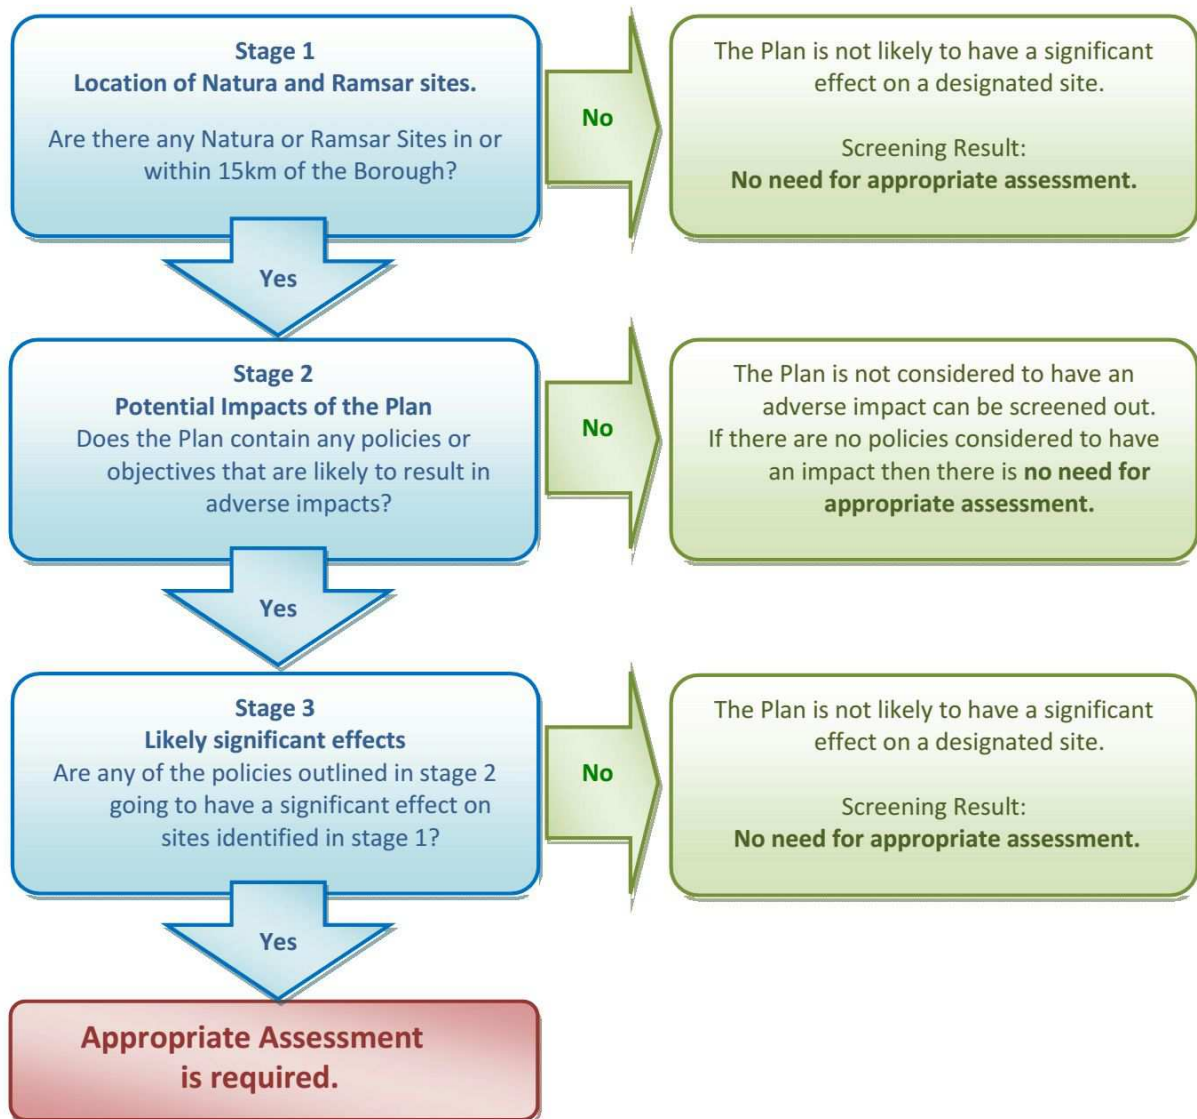 Stage 1
Location of Natura and Ramsar sites.
Are there any Natura or Ramsar Sites in or
within 15km of the Borough?
No
The Plan is not likely to have a significant
effect on a designated site.
Screening Result:
No need for appropriate assessment.
Yes
Stage 2
Potential Impacts of the Plan
Does the Plan contain any policies or
objectives that are likely to result in
adverse impacts?
No
The Plan is not considered to have an
adverse impact can be screened out.
If there are no policies considered to have
an impact then there is no need for
appropriate assessment.
Yes
Stage 3
Likely significant effects
Are any of the policies outlined in stage 2
going to have a significant effect on
sites identified in stage 1?
No
The Plan is not likely to have a significant
effect on a designated site.
Screening Result:
No need for appropriate assessment.
Yes
Appropriate Assessment
is required.